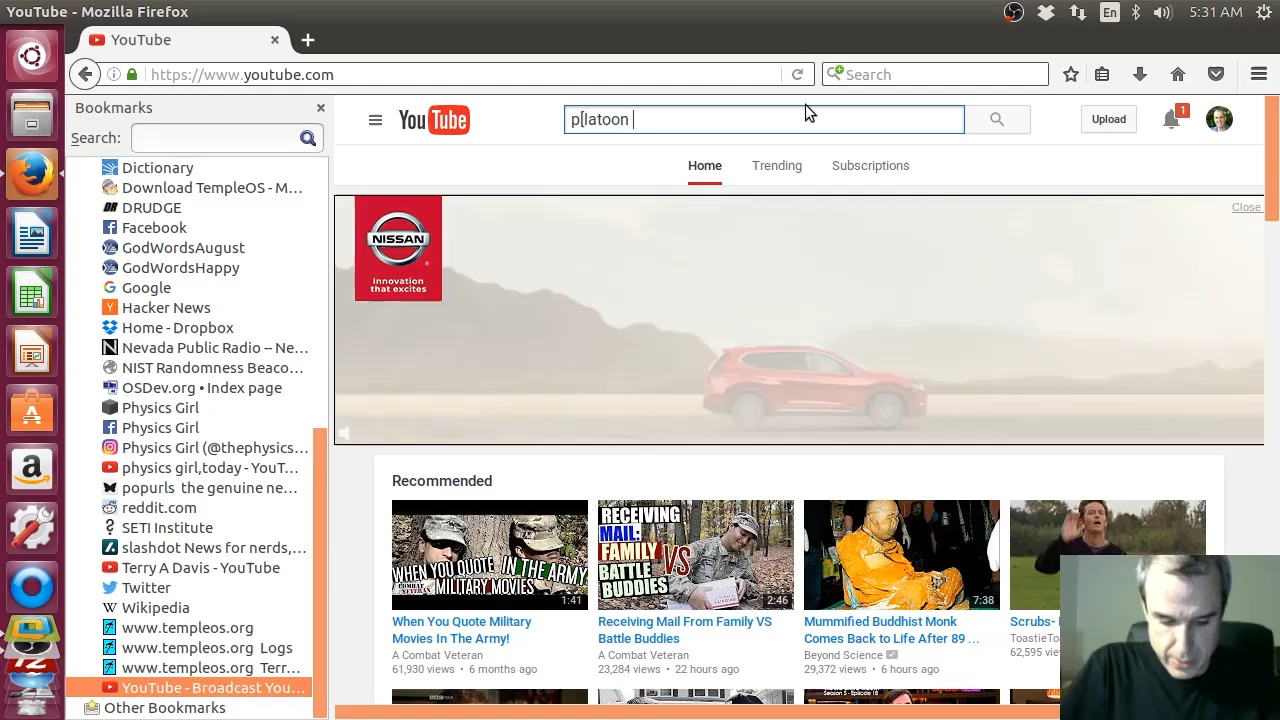 YouTube - Mozilla Firefox
En
5:31 AM
YouTube
https://www.youtube.com
Search
Bookmarks
Search:
Dictionary
Download TempleOS - M...
DRUDGE
Facebook
GodWordsAugust
GodWordsHappy
Google
Hacker News
Home - Dropbox
Nevada Public Radio -- Ne...
NIST Randomness Beaco...
OSDev.org • Index page
Physics Girl
Physics Girl
Physics Girl (@thephysics...
physics girl,today - YouT...
popurls the genuine ne...
reddit.com
SETI Institute
slashdot News for nerds,...
Terry A Davis - YouTube
Twitter
Wikipedia
www.templeos.org
www.templeos.org Logs
www.templeos.org Terr...
YouTube - Broadcast You...
Other Bookmarks
YouTube
p[latoon
Upload
1
Home
Trending
Subscriptions
NISSAN
Innovation
that excites
Close
Recommended
WHEN YOU QUOTE IN THE ARMY
MILITARY MOVIES
1:41
When You Quote Military
Movies In The Army!
A Combat Veteran
61,930 views • 6 months ago
RECEIVING
MAIL:
FAMILY VS
BATTLE
BUDDIES
2:46
Receiving Mail From Family VS
Battle Buddies
A Combat Veteran
23,284 views • 22 hours ago
7:38
Mummified Buddhist Monk
Comes Back to Life After 89 ...
Beyond Science
29,372 views • 6 hours ago
Scrubs-
ToastieTo
62,595 vie
Season 5 - Episode 18